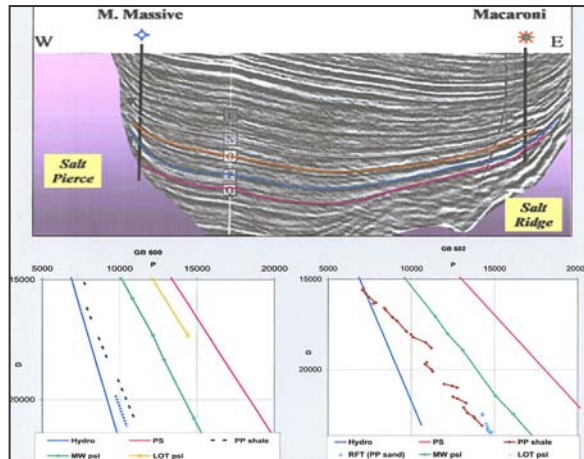 M. Massive
Macaroni
W
E
Salt
Pierce
Salt
Ridge
GB 600
P
5000 10000 15000 20000
15000
D
20000
Hydro PS PP shale
MW psi LOT psi
GB 602
P
5000 10000 15000 20000
15000
D
20000
Hydro PS PP shale
MW psi RFT (PP sand) LOT psi